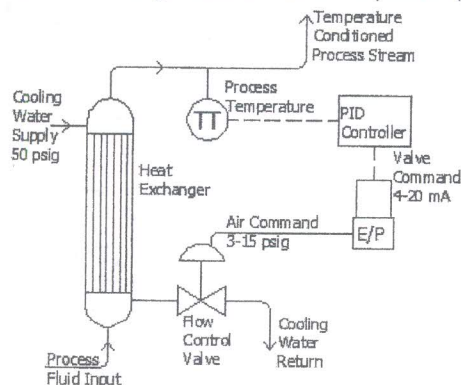 Temperature
Conditioned
Process Stream
Process
Temperature
Cooling
Water
Supply
50 psig
TT
PID
Controller
Heat
Exchanger
Valve
Command
4-20 mA
Air Command
3-15 psig
E/P
Flow
Control
Valve
Cooling
Water
Return
Process
Fluid Input